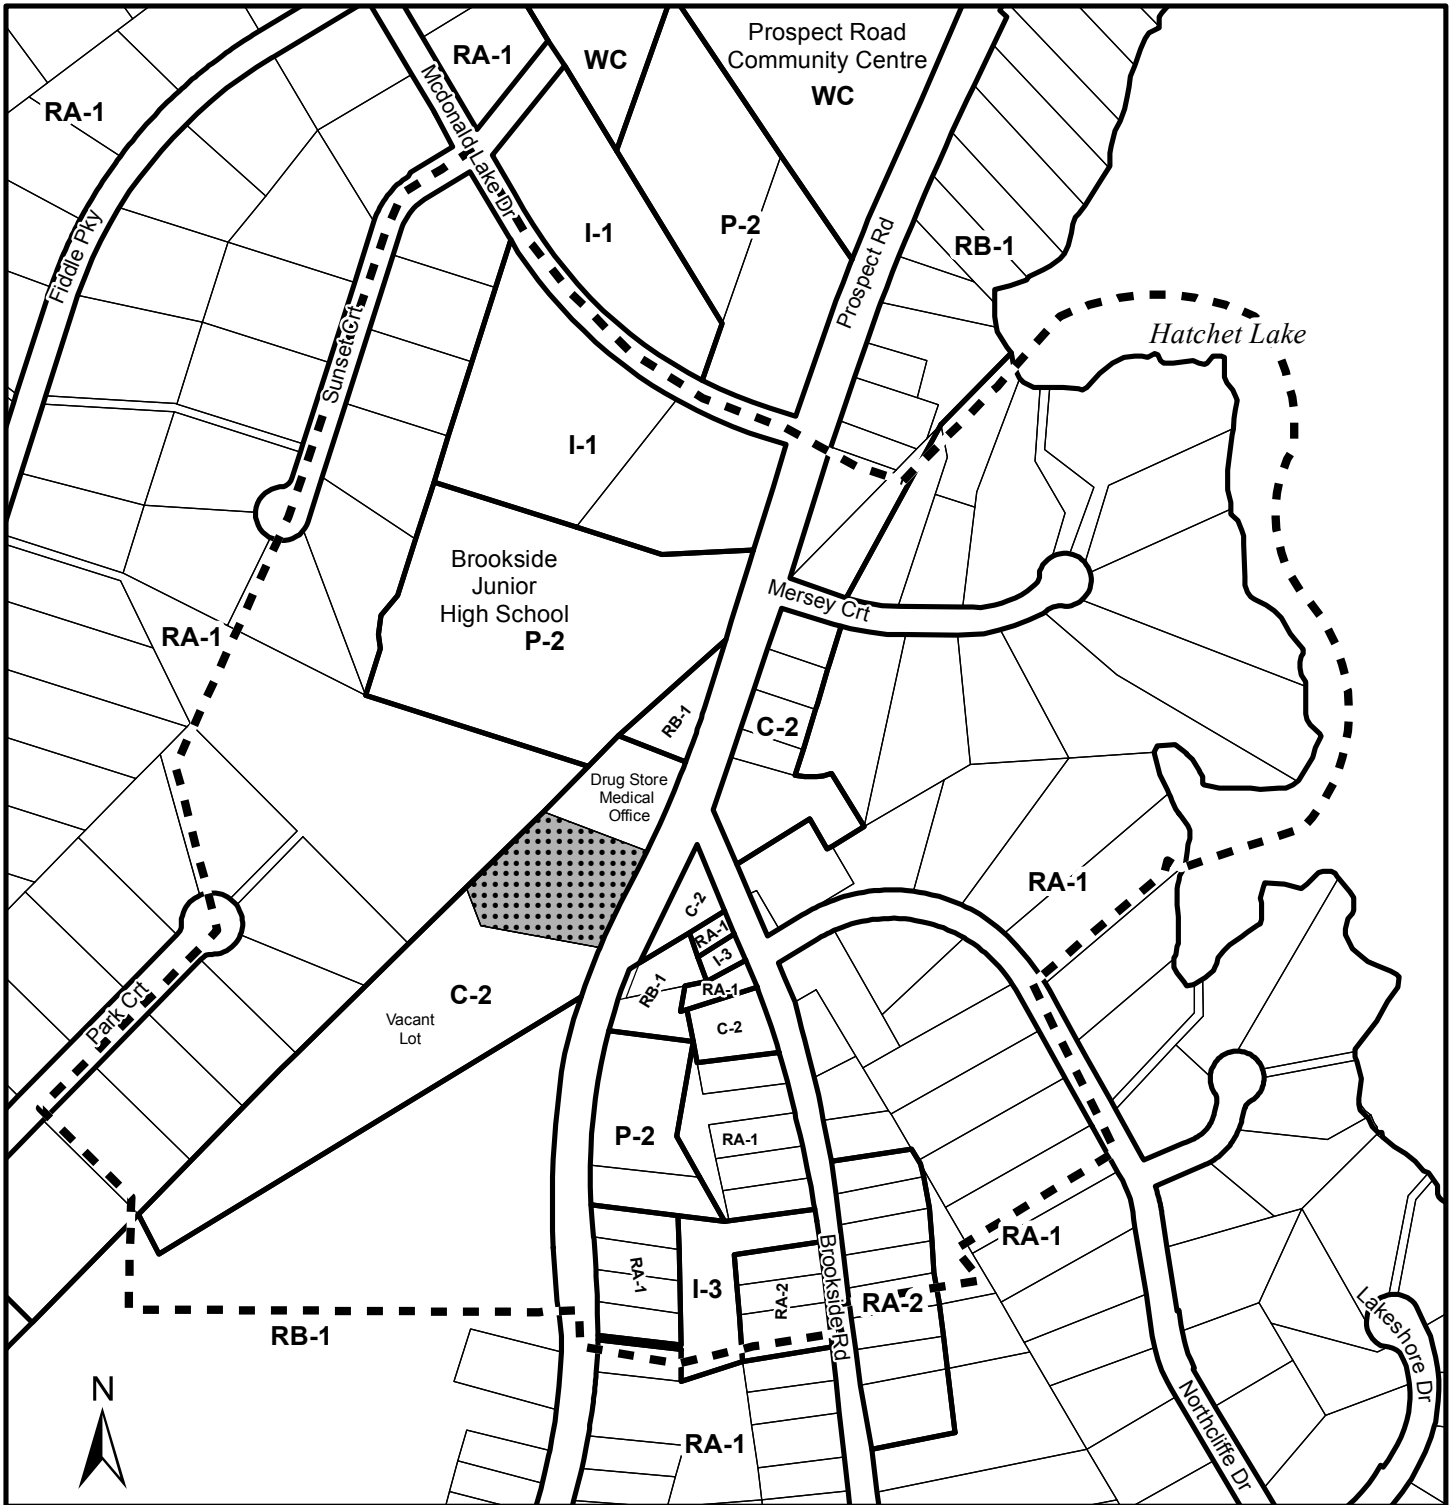 Prospect Road
Community Centre
WC
RA-1
WC
RA-1
Mcdonald Lake Dr
I-1
P-2
RB-1
Prospect Rd
Fiddle Pky
Sunset Crt
Hatchet Lake
I-1
Brookside
Junior
High School
P-2
Mersey Crt
RA-1
RB-1
C-2
Drug Store
Medical
Office
RA-1
C-2
RA-1
I-3
RB-1
RA-1
C-2
C-2
Vacant
Lot
Park Crt
P-2
RA-1
RA-1
RA-1
I-3
RA-2
Brookside Rd
RA-2
RB-1
Lakeshore Dr
Northcliffe Dr
N
RA-1